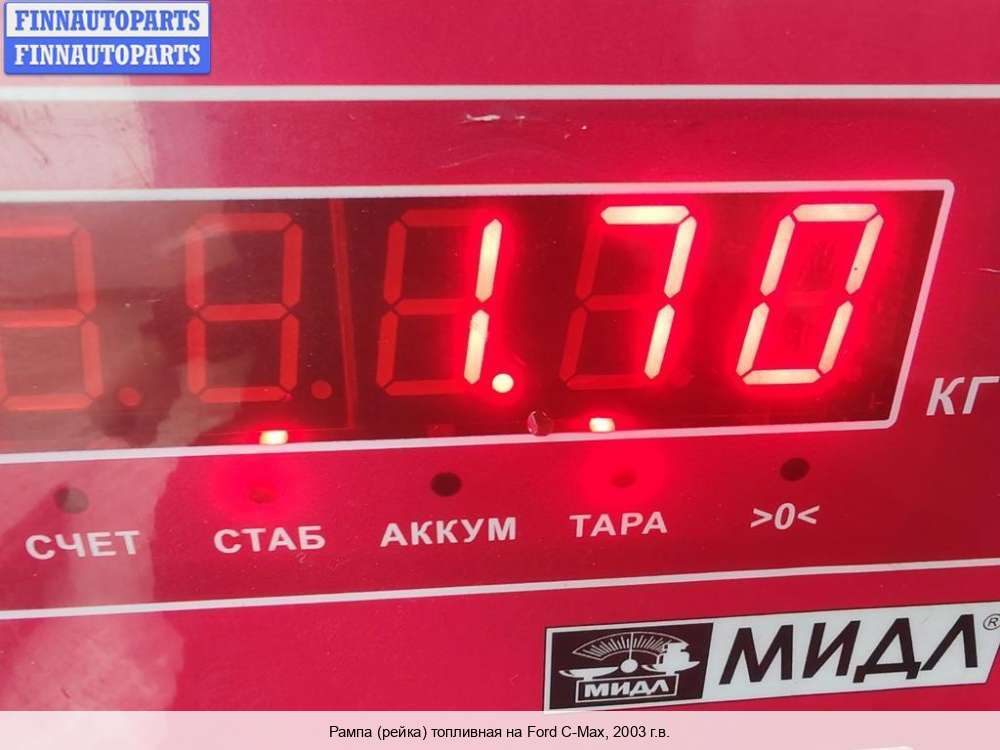 FINNAUTOPARTS
FINNAUTOPARTS
1.70
КГ
СЧЕТ СТАБ АККУМ ТАРА >0<
МИДЛ МИДЛ®
Рампа (рейка) топливная на Ford C-Max, 2003 г.в.